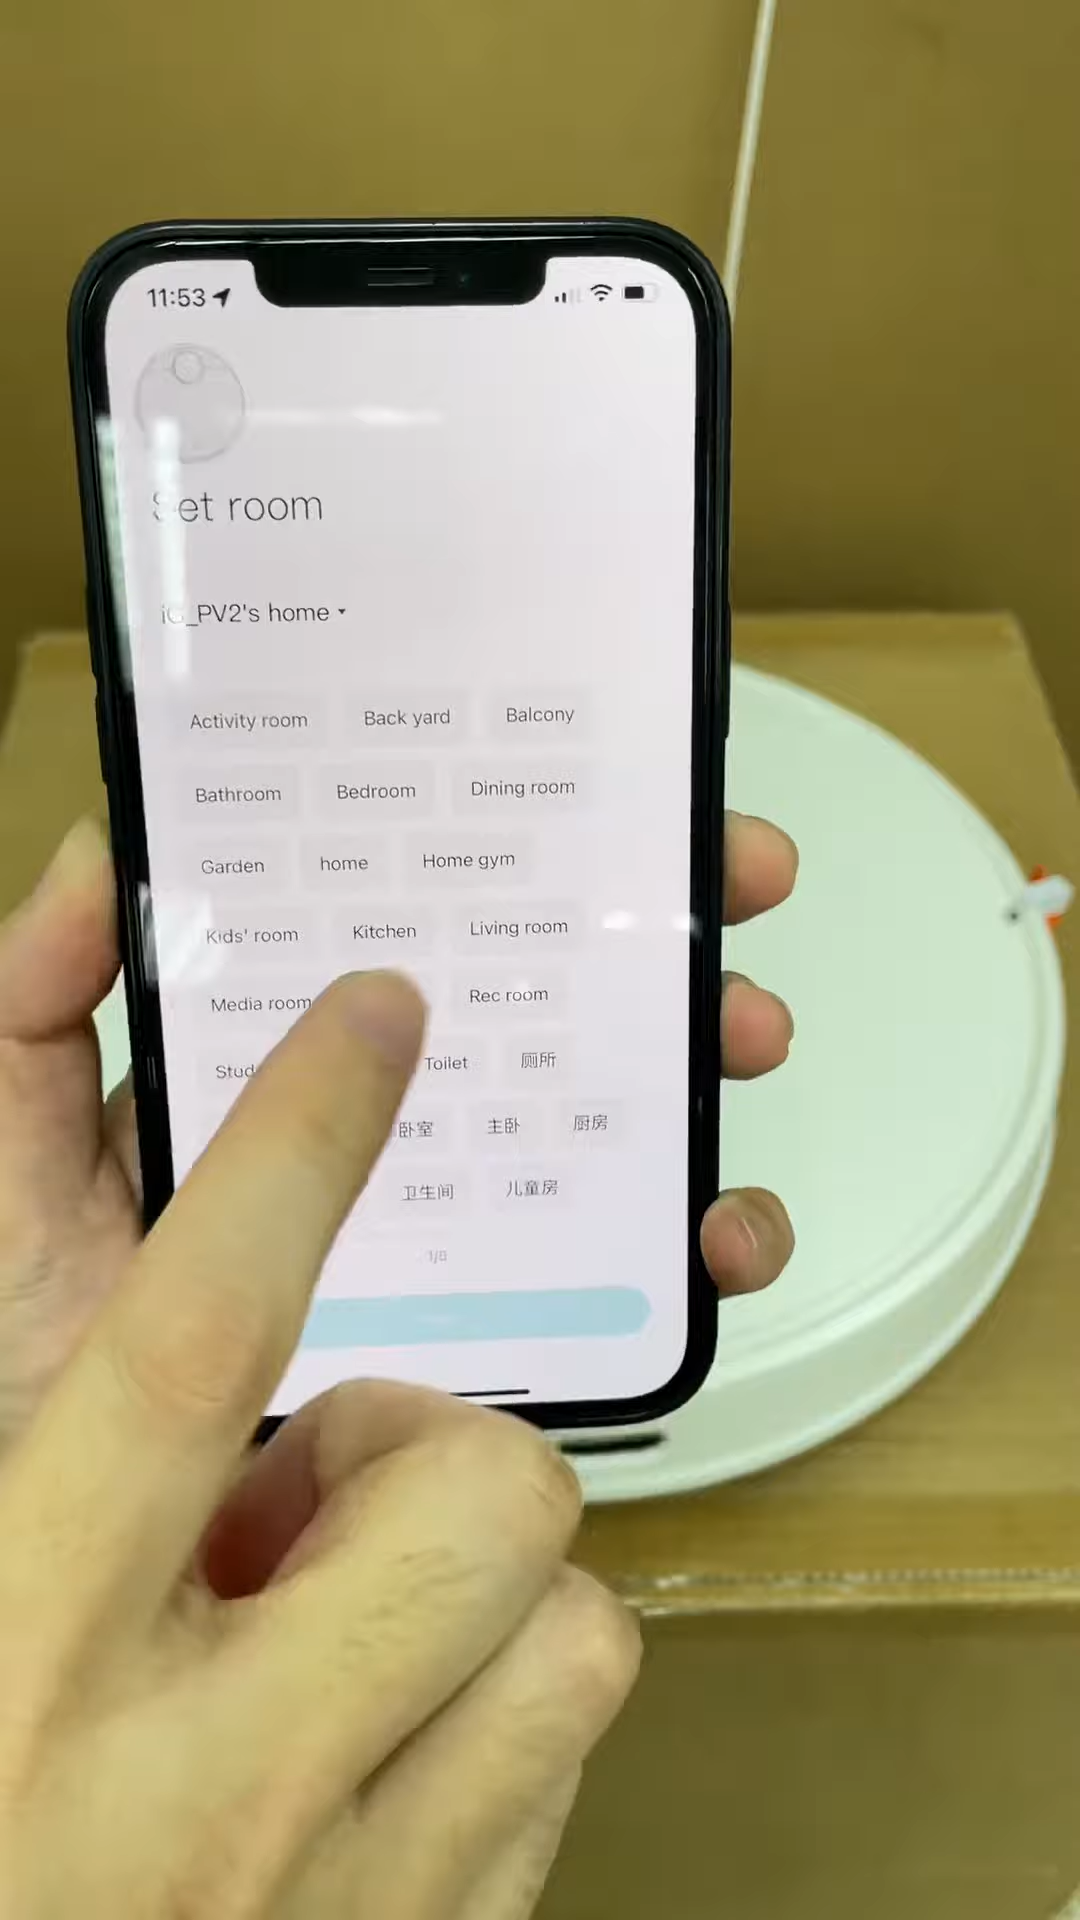 11:53
Set room
iG_PV2's home
Activity room Back yard Balcony
Bathroom Bedroom Dining room
Garden home Home gym
Kids' room Kitchen Living room
Media room Rec room
Toilet 厕所
卧室 主卧 厨房
卫生间 儿童房